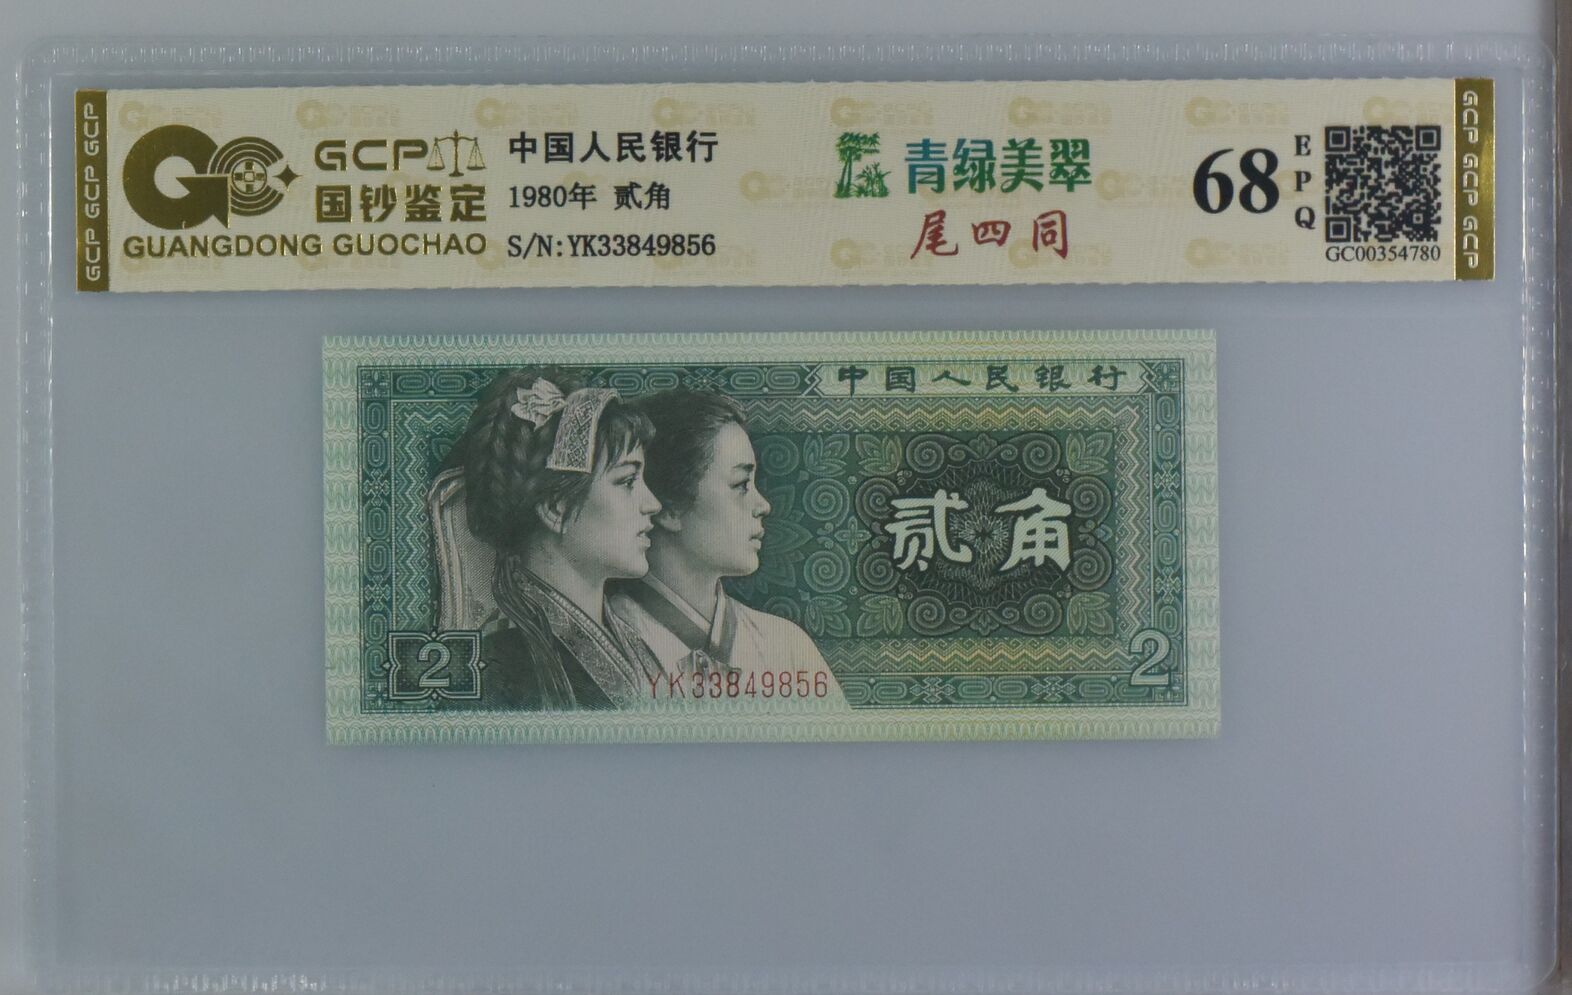 GCP GCP GCP
GCP
国钞鉴定
GUANGDONG GUOCHAO
中国人民银行
1980年 贰角
S/N:YK33849856
青绿美翠
尾四同
68
EPQ
GC00354780
GCP GCP GCP
中国人民银行
贰角
2
2
YK33849856